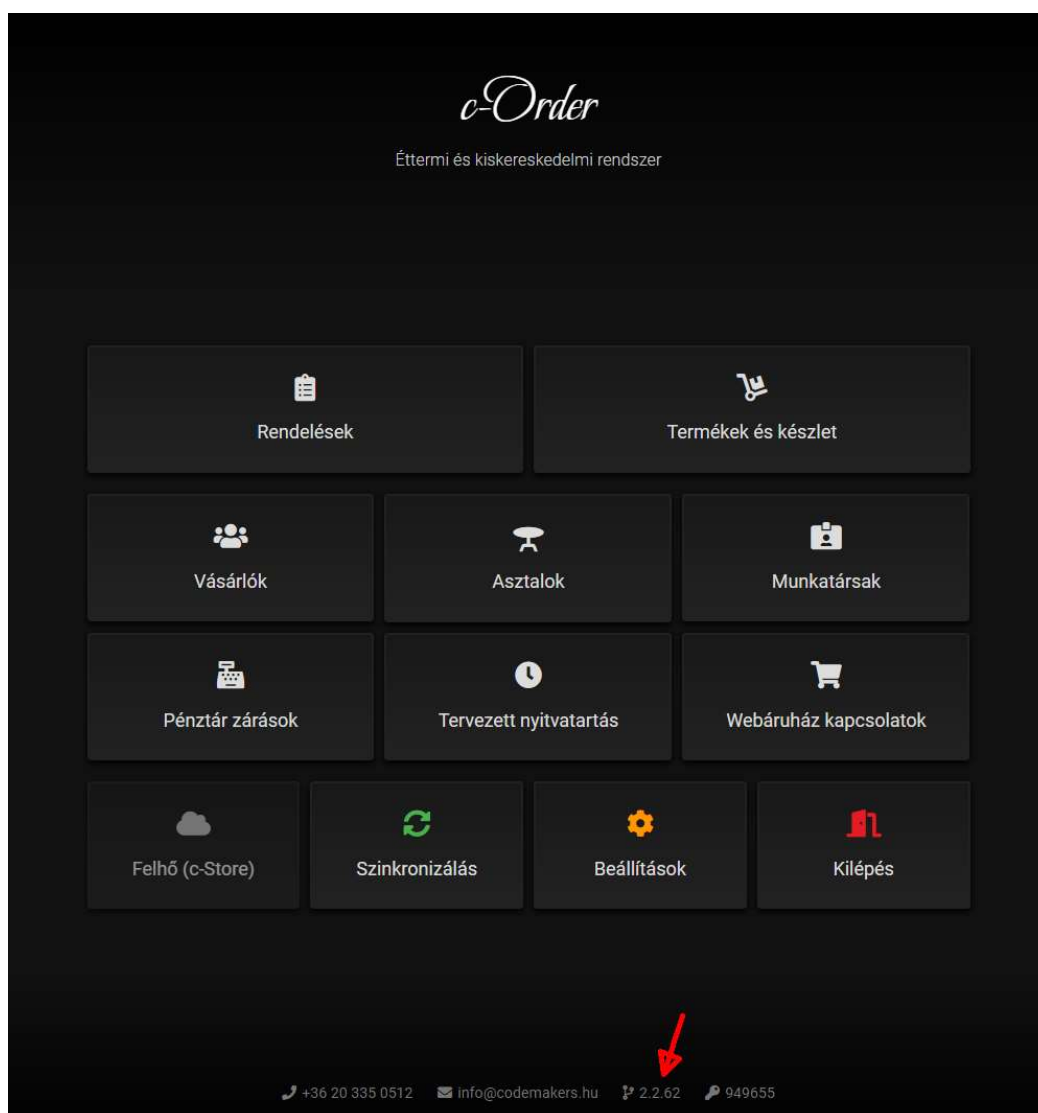 c-Order
Éttermi és kiskereskedelmi rendszer
Rendelések
Termékek és készlet
Vásárlók
Asztalok
Munkatársak
Pénztár zárások
Tervezett nyitvatartás
Webáruház kapcsolatok
Felhő (c-Store)
Szinkronizálás
Beállítások
Kilépés
+36 20 335 0512 info@codemakers.hu 2.2.62 949655